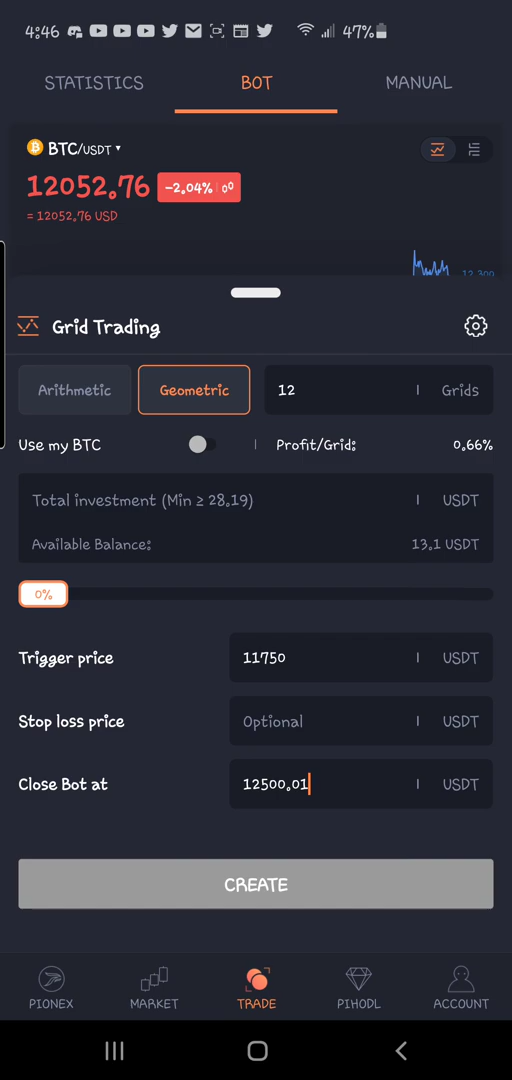 4:46 47%
STATISTICS BOT MANUAL
BTC/USDT
12052.76 -2.04%
= 12052.76 USD
12,300
Grid Trading
Arithmetic Geometric 12 Grids
Use my BTC Profit/Grid: 0.66%
Total investment (Min ≥ 28.19) USDT
Available Balance: 13.1 USDT
0%
Trigger price 11750 USDT
Stop loss price Optional USDT
Close Bot at 12500.01 USDT
CREATE
PIONEX MARKET TRADE PIHODL ACCOUNT